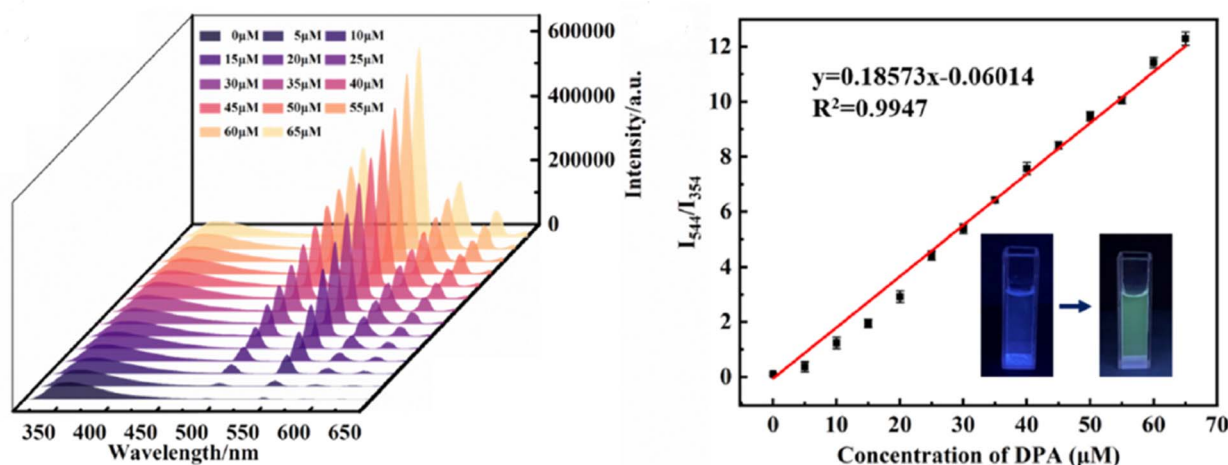 0μM 5μM 10μM
15μM 20μM 25μM
30μM 35μM 40μM
45μM 50μM 55μM
60μM 65μM
600000
400000
200000
0
Intensity/a.u.
350 400 450 500 550 600 650
Wavelength/nm
12
10
8
6
4
2
0
I544/I354
y=0.18573x-0.06014
R²=0.9947
0 10 20 30 40 50 60 70
Concentration of DPA (μM)